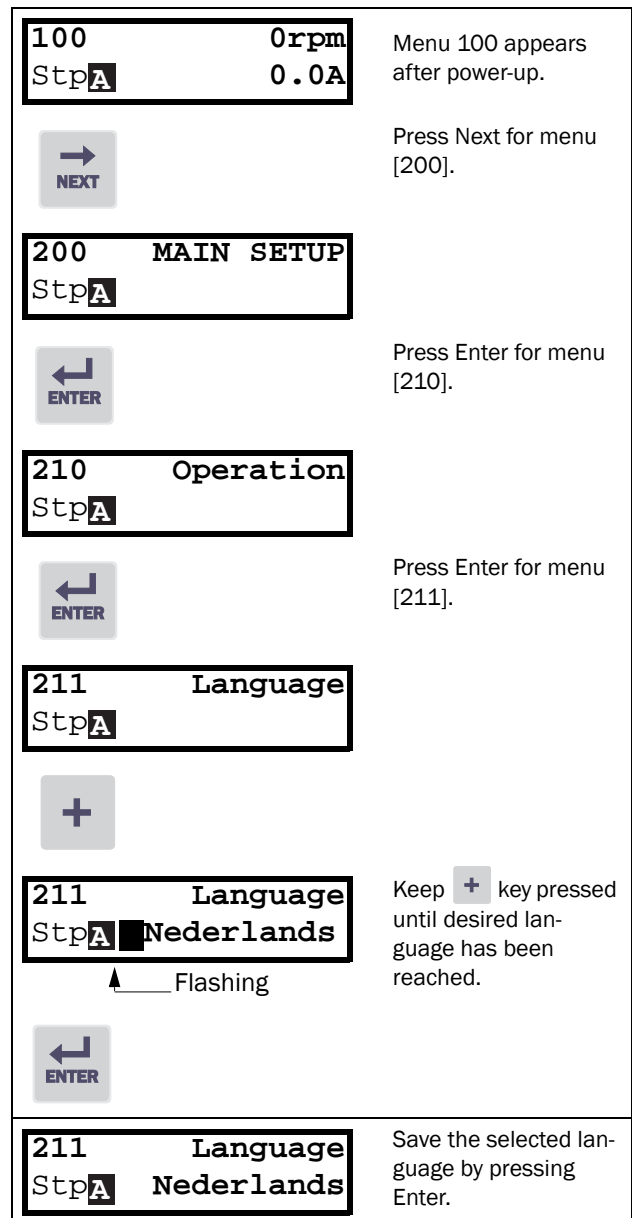 100 0rpm
StpA 0.0A
Menu 100 appears
after power-up.
NEXT
Press Next for menu
[200].
200 MAIN SETUP
StpA
ENTER
Press Enter for menu
[210].
210 Operation
StpA
ENTER
Press Enter for menu
[211].
211 Language
StpA
+
211 Language
StpA Nederlands
Flashing
Keep + key pressed
until desired lan-
guage has been
reached.
ENTER
211 Language
StpA Nederlands
Save the selected lan-
guage by pressing
Enter.